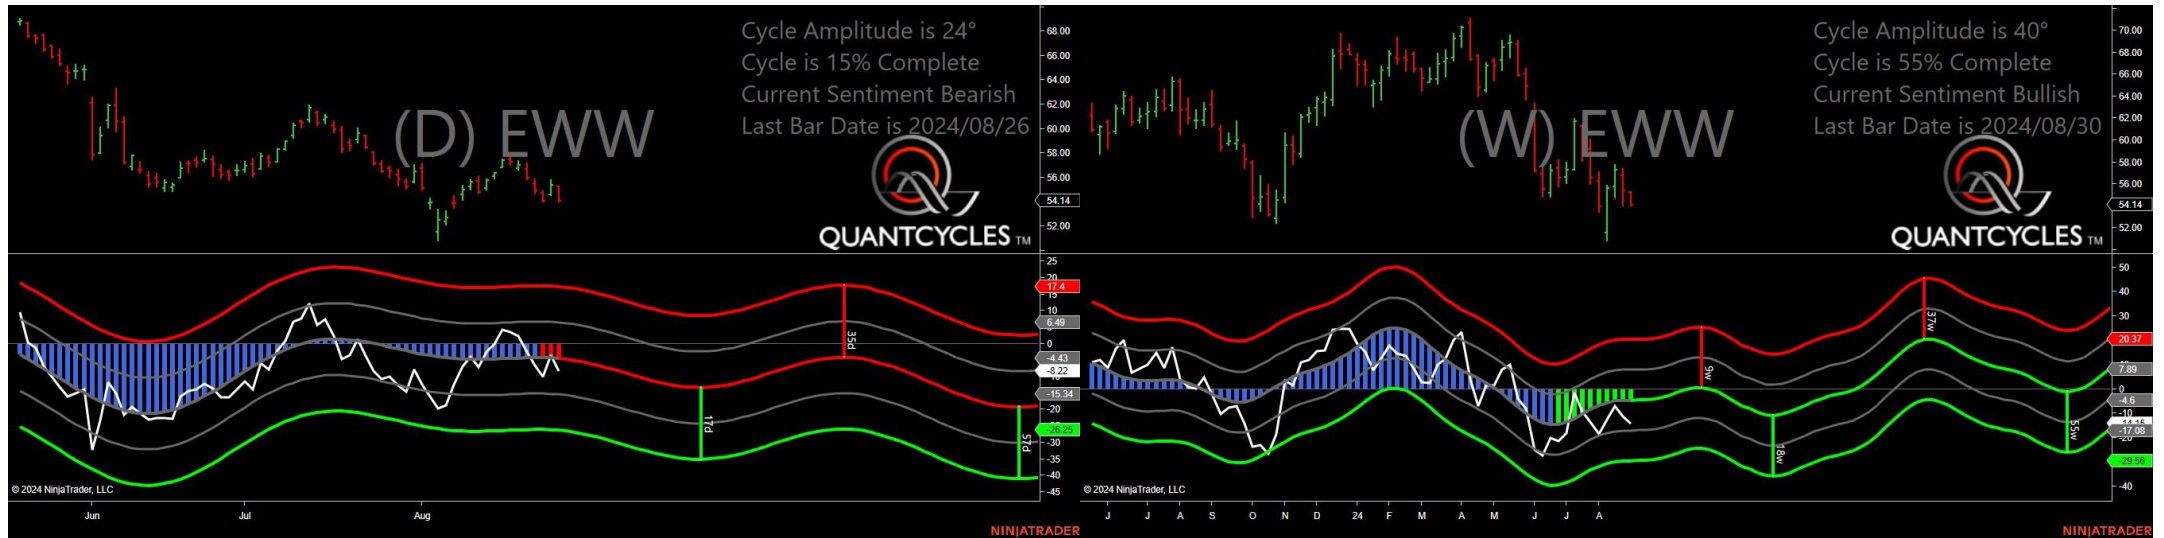 Cycle Amplitude is 24°
Cycle is 15% Complete
Current Sentiment Bearish
Last Bar Date is 2024/08/26
(D) EWW
QUANTCYCLES TM
68.00
66.00
64.00
62.00
60.00
58.00
56.00
54.14
52.00
25
20
17.4
15
6.49
0
-4.43
-8.22
-15.34
-20
-26.25
-30
-35
-40
-45
17d
35d
57d
© 2024 NinjaTrader, LLC
Jun
Jul
Aug
NINJATRADER
Cycle Amplitude is 40°
Cycle is 55% Complete
Current Sentiment Bullish
Last Bar Date is 2024/08/30
(W) EWW
QUANTCYCLES TM
70.00
68.00
66.00
64.00
62.00
60.00
58.00
56.00
54.14
52.00
50
40
30
20.37
7.89
0
-4.6
-10
-17.08
-29.56
-40
9w
18w
37w
55w
© 2024 NinjaTrader, LLC
J
J
A
S
O
N
D
24
F
M
A
M
J
J
A
NINJATRADER